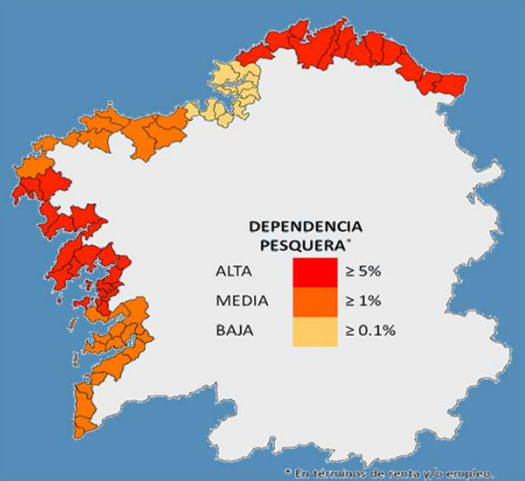 DEPENDENCIA
PESQUERA*
ALTA ≥ 5%
MEDIA ≥ 1%
BAJA ≥ 0.1%
* En términos de renta y/o empleo.